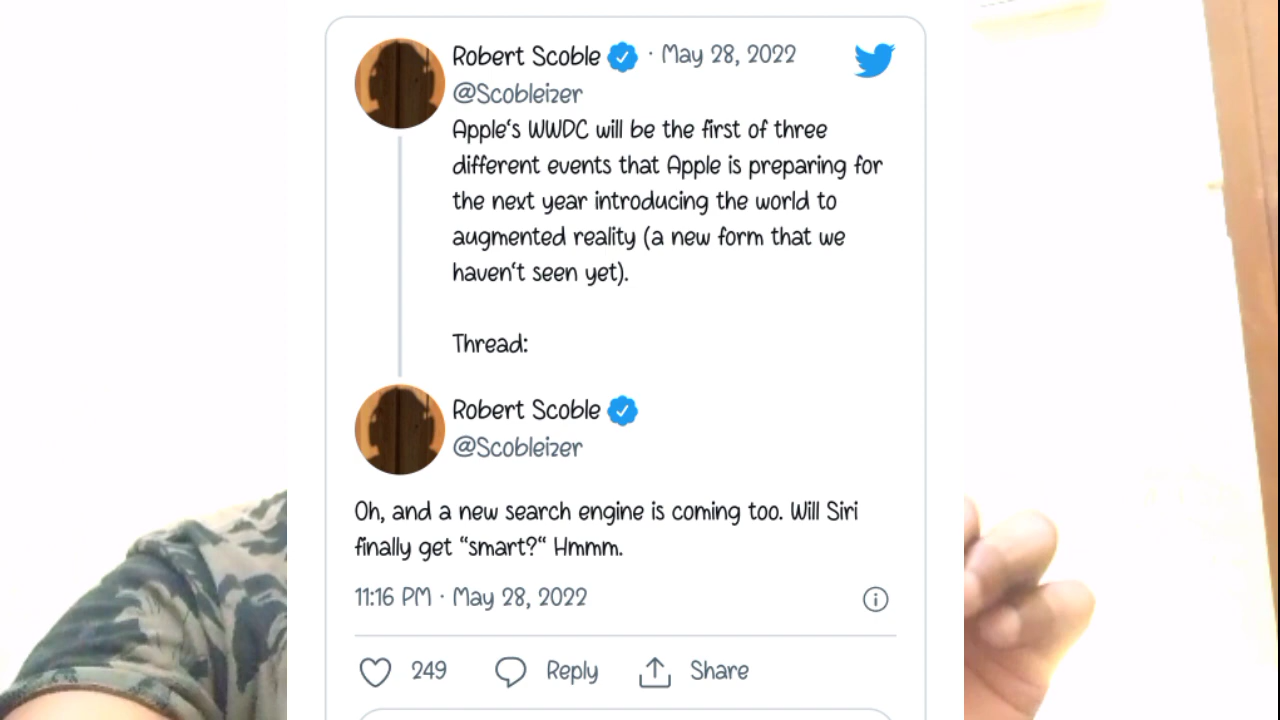 Robert Scoble · May 28, 2022
@Scobleizer
Apple‘s WWDC will be the first of three
different events that Apple is preparing for
the next year introducing the world to
augmented reality (a new form that we
haven‘t seen yet).
Thread:
Robert Scoble
@Scobleizer
Oh, and a new search engine is coming too. Will Siri
finally get “smart?“ Hmmm.
11:16 PM · May 28, 2022
249 Reply Share